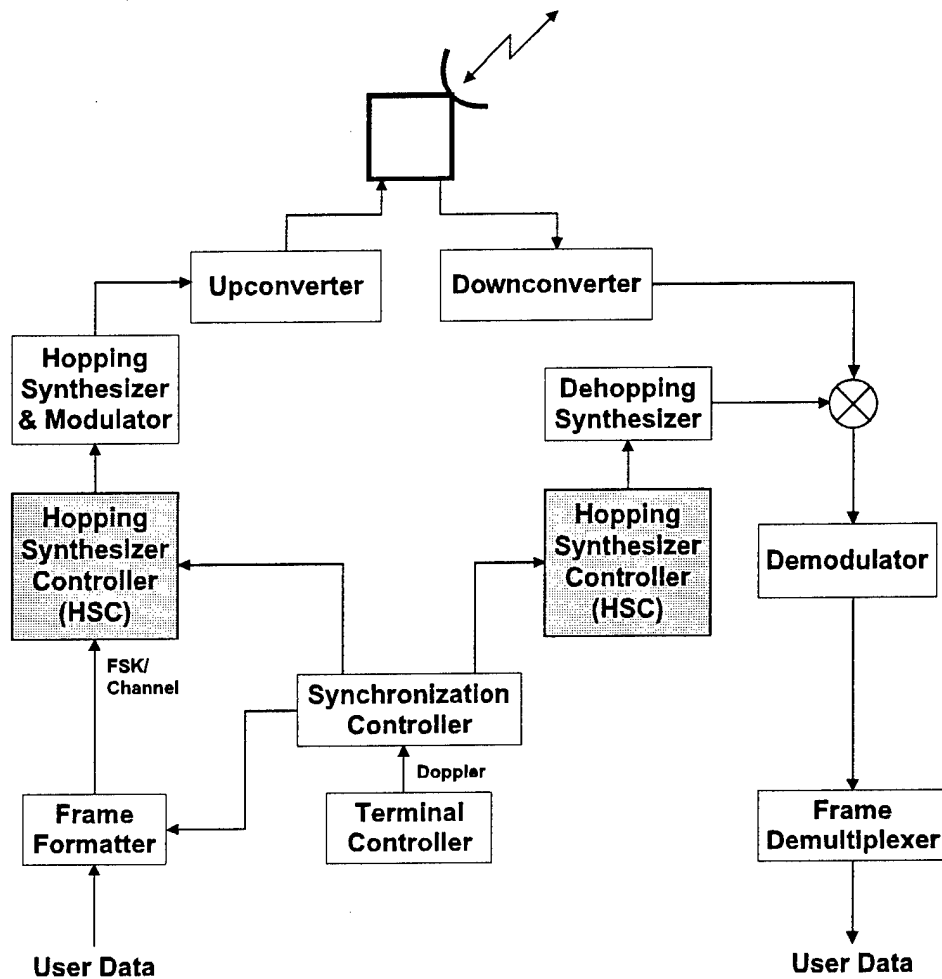 Upconverter
Downconverter
Hopping
Synthesizer
& Modulator
Dehopping
Synthesizer
Hopping
Synthesizer
Controller
(HSC)
Hopping
Synthesizer
Controller
(HSC)
Demodulator
FSK/
Channel
Synchronization
Controller
Doppler
Frame
Formatter
Terminal
Controller
Frame
Demultiplexer
User Data
User Data